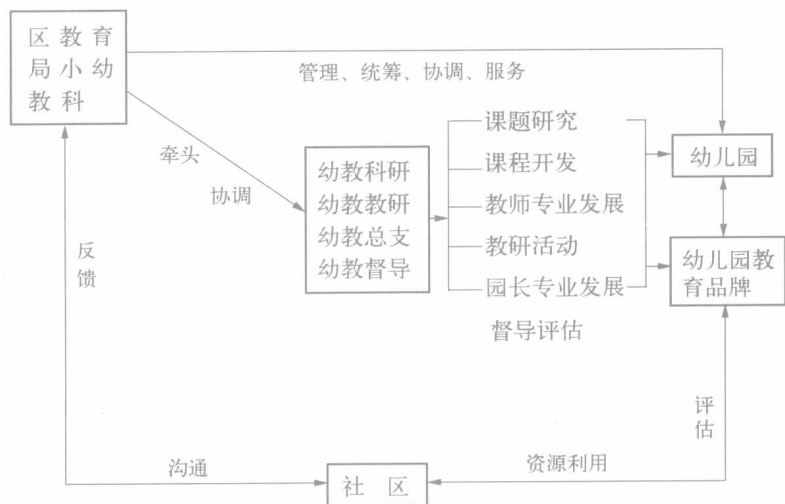 区教育
局小幼
教科
管理、统筹、协调、服务
牵头
协调
幼教科研
幼教教研
幼教总支
幼教督导
课题研究
课程开发
教师专业发展
教研活动
园长专业发展
督导评估
幼儿园
幼儿园教
育品牌
反馈
评估
沟通
资源利用
社区